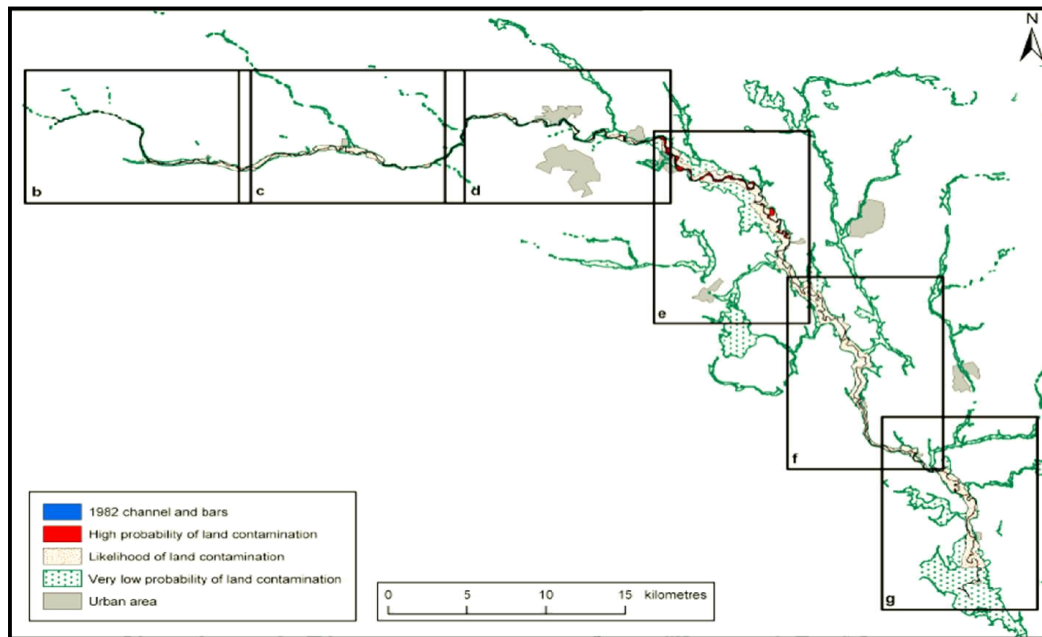 N
b
c
d
e
f
g
1982 channel and bars
High probability of land contamination
Likelihood of land contamination
Very low probability of land contamination
Urban area
0 5 10 15 kilometres